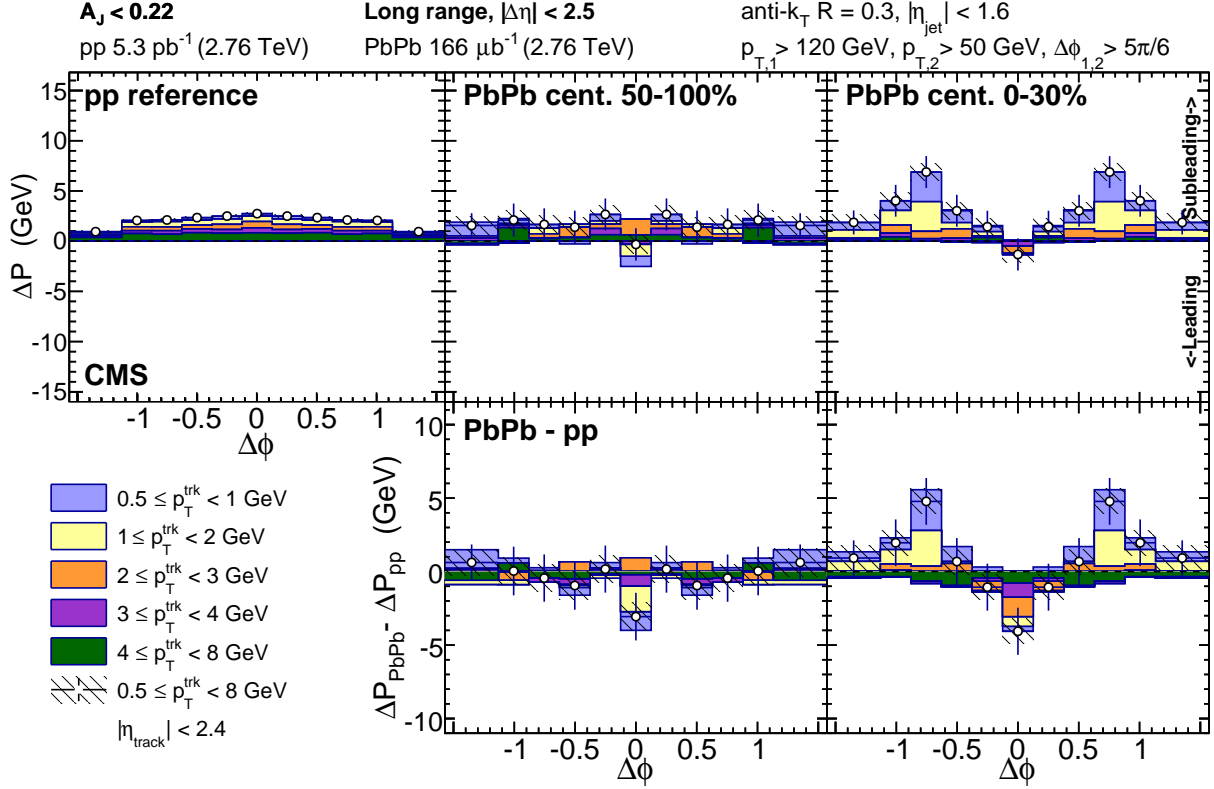 A_J < 0.22
Long range, |Δη| < 2.5
anti-k_T R = 0.3, |η_jet| < 1.6
pp 5.3 pb⁻¹ (2.76 TeV)
PbPb 166 μb⁻¹ (2.76 TeV)
p_T,1 > 120 GeV, p_T,2 > 50 GeV, Δϕ_1,2 > 5π/6
pp reference
PbPb cent. 50-100%
PbPb cent. 0-30%
15
10
5
0
-5
-10
-15
ΔP (GeV)
Subleading->
<-Leading
CMS
-1 -0.5 0 0.5 1
Δϕ
PbPb - pp
10
5
0
-5
-10
ΔP_PbPb - ΔP_pp (GeV)
-1 -0.5 0 0.5 1
Δϕ
-1 -0.5 0 0.5 1
Δϕ
0.5 ≤ p_T^trk < 1 GeV
1 ≤ p_T^trk < 2 GeV
2 ≤ p_T^trk < 3 GeV
3 ≤ p_T^trk < 4 GeV
4 ≤ p_T^trk < 8 GeV
0.5 ≤ p_T^trk < 8 GeV
|η_track| < 2.4